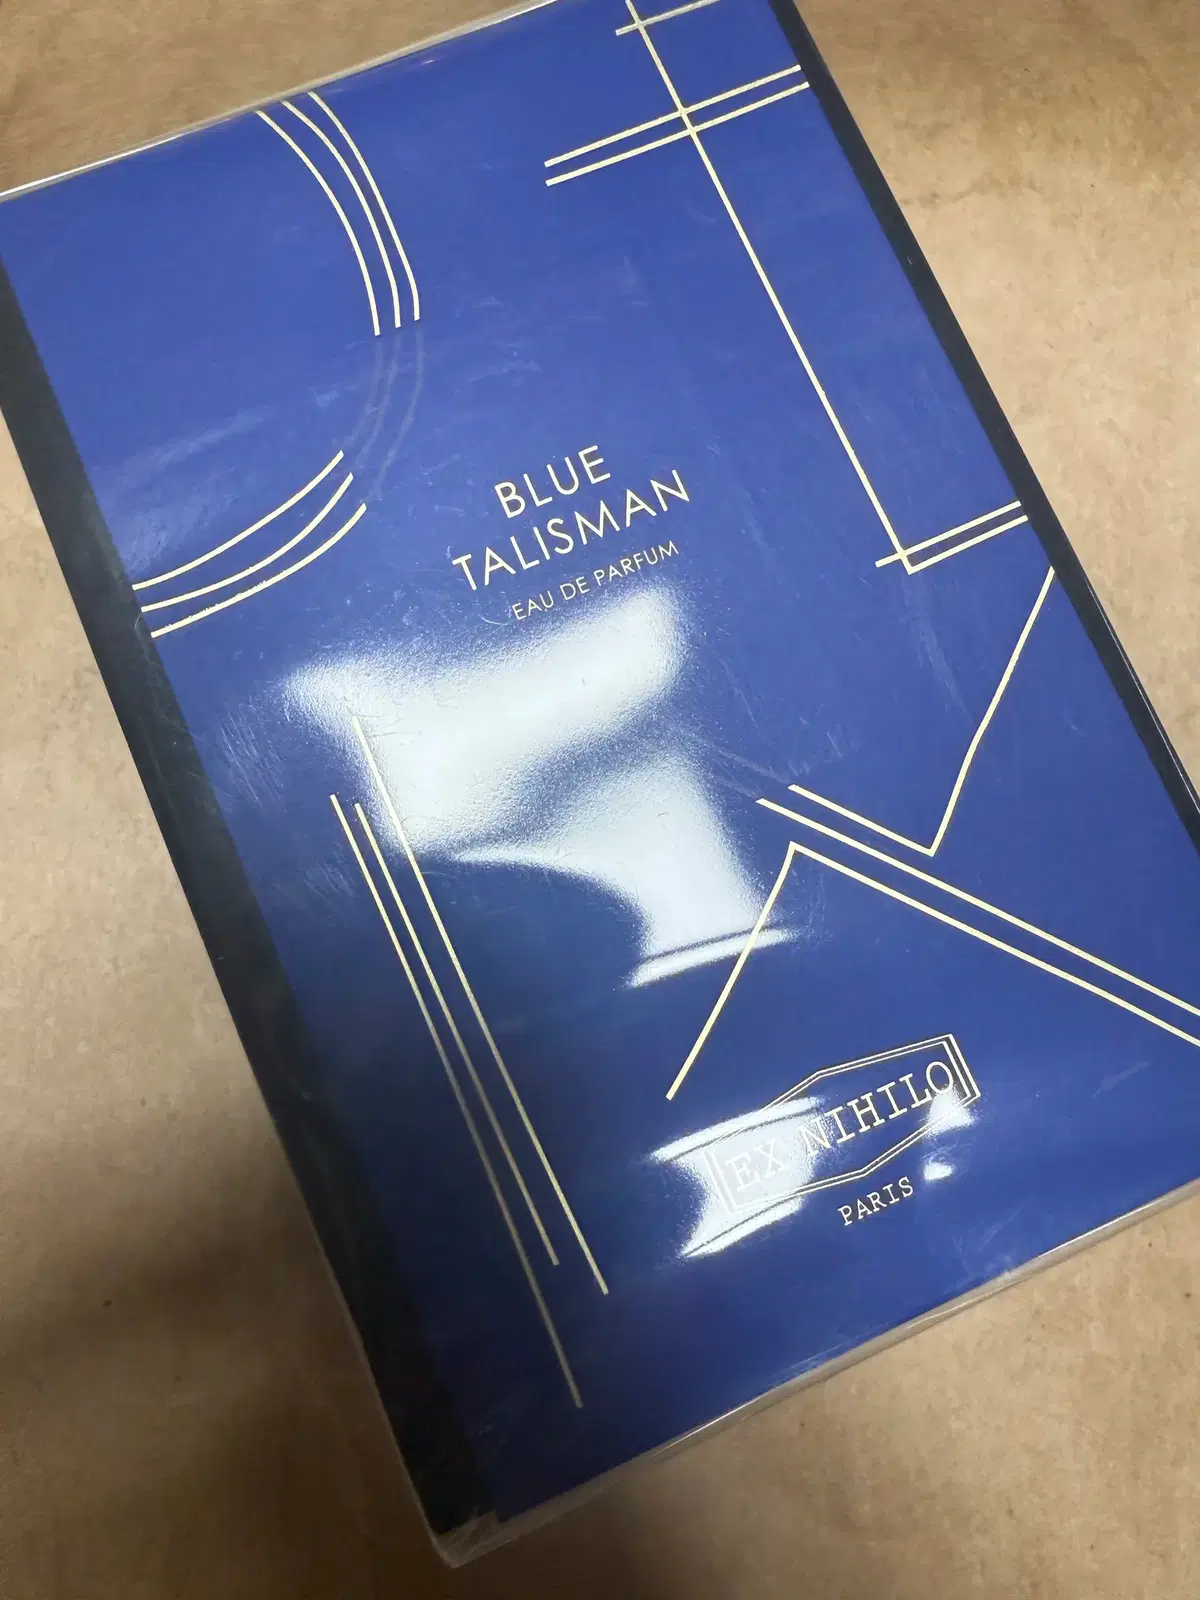 BLUE
TALISMAN
EAU DE PARFUM
EX NIHILO
PARIS